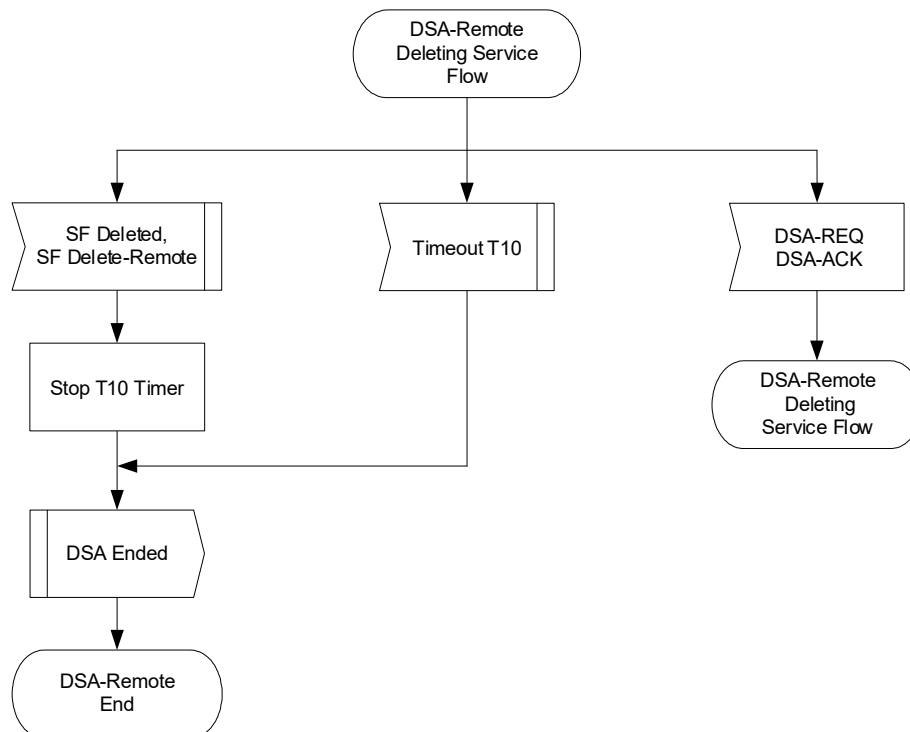 DSA-Remote
Deleting Service
Flow
SF Deleted,
SF Delete-Remote
Timeout T10
DSA-REQ
DSA-ACK
Stop T10 Timer
DSA-Remote
Deleting
Service Flow
DSA Ended
DSA-Remote
End